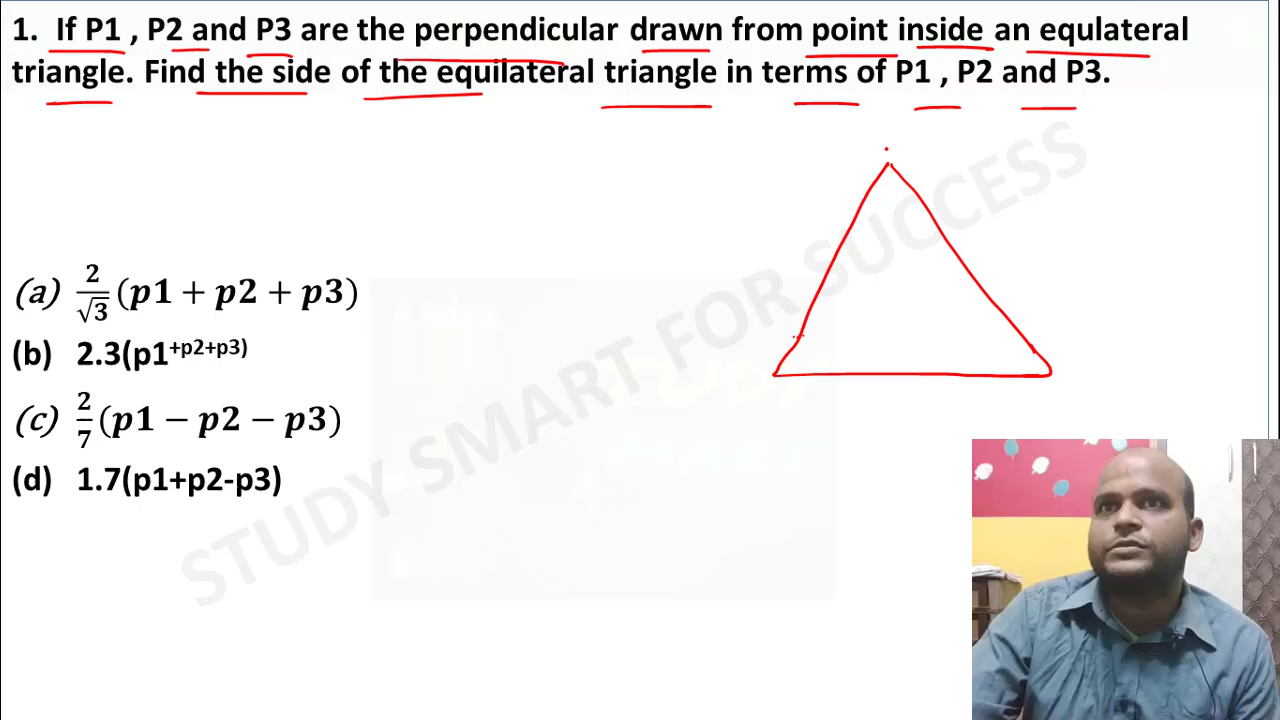 1. If P1 , P2 and P3 are the perpendicular drawn from point inside an equlateral
triangle. Find the side of the equilateral triangle in terms of P1 , P2 and P3.
(a) 2/√3 (p1 + p2 + p3)
(b) 2.3(p1^+p2+p3)
(c) 2/7 (p1 − p2 − p3)
(d) 1.7(p1+p2-p3)
STUDY SMART FOR SUCCESS